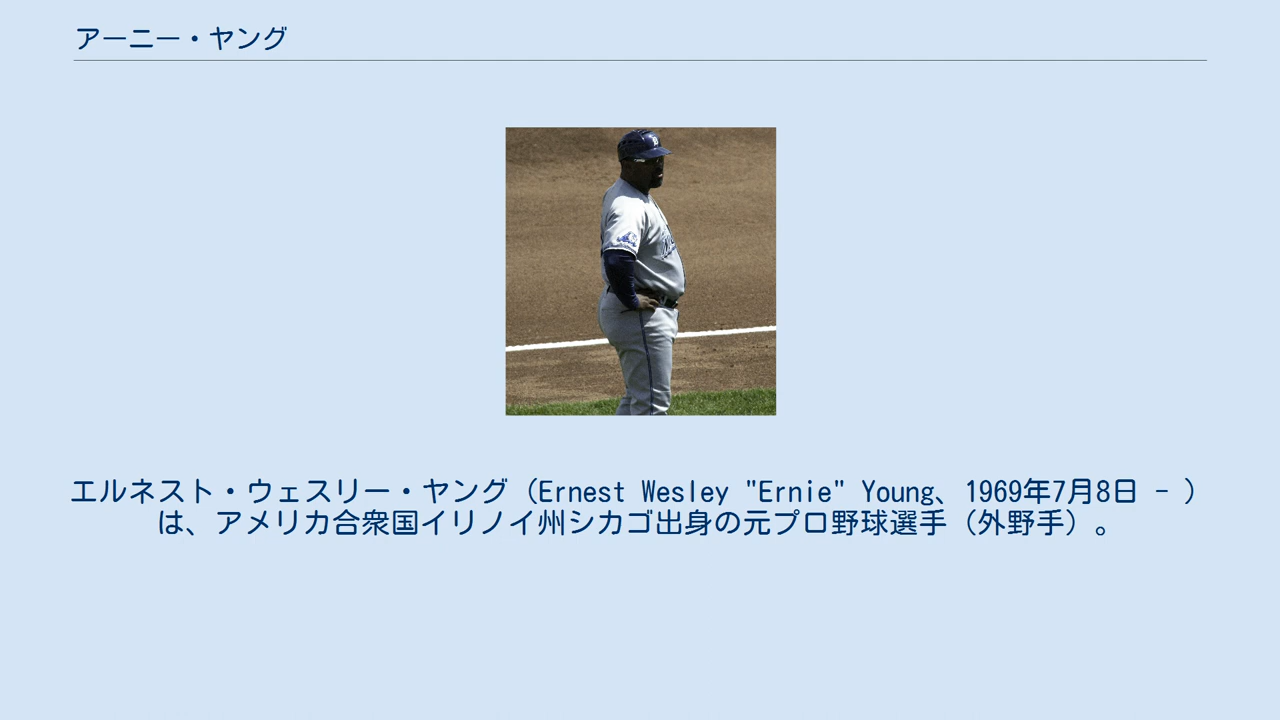 アーニー・ヤング
エルネスト・ウェスリー・ヤング（Ernest Wesley "Ernie" Young、1969年7月8日 - ）
は、アメリカ合衆国イリノイ州シカゴ出身の元プロ野球選手（外野手）。